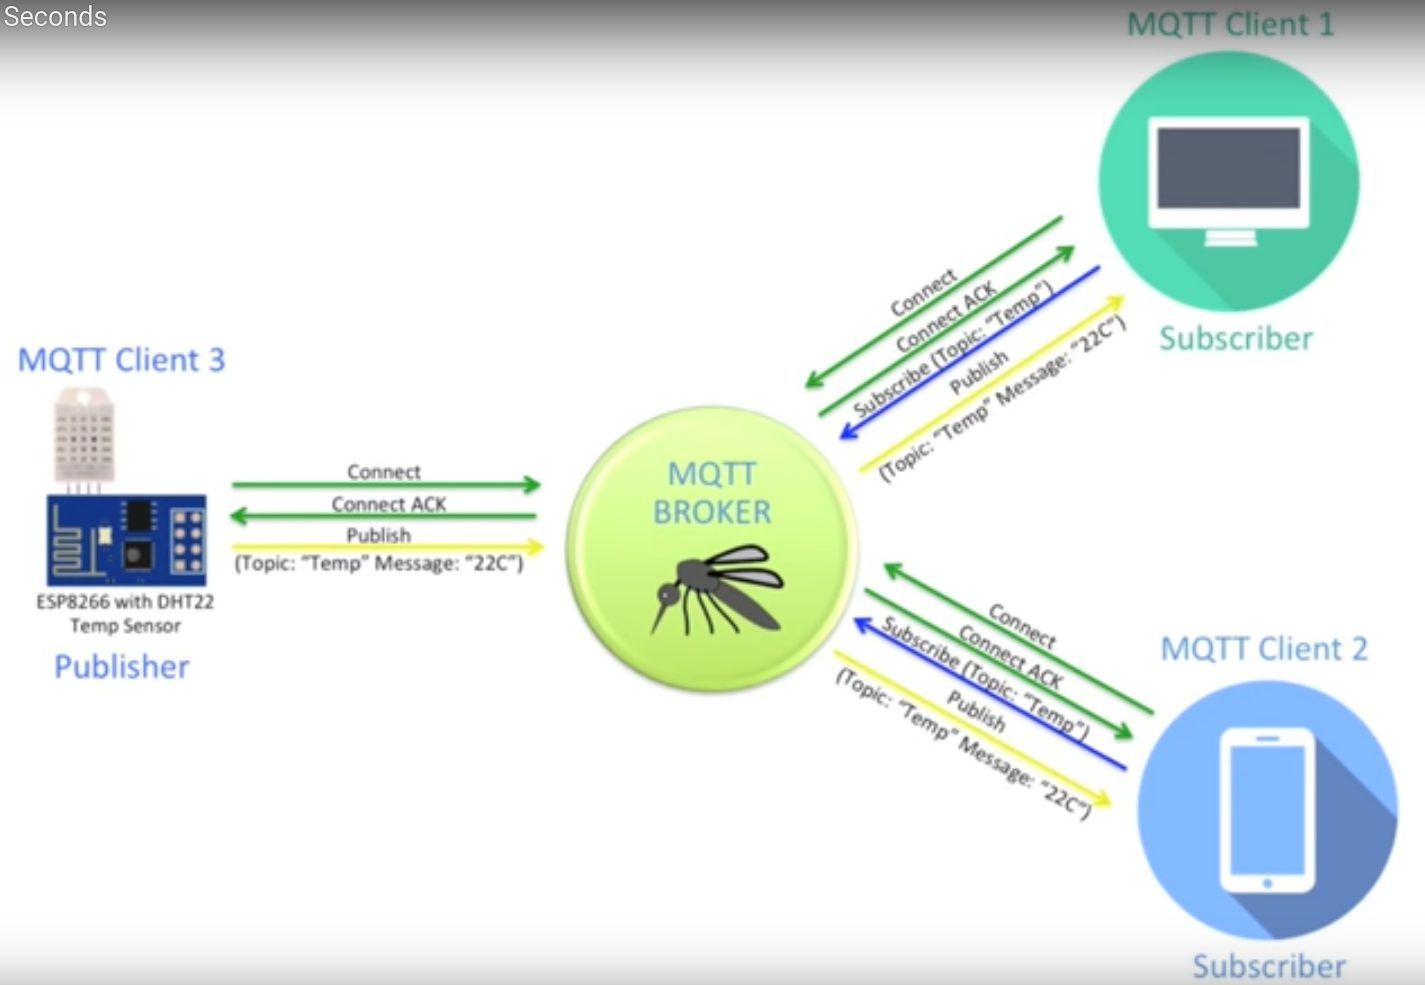 Seconds
MQTT Client 1
Connect
Connect ACK
Subscribe (Topic: “Temp”)
Publish
(Topic: “Temp” Message: “22C”)
Subscriber
MQTT Client 3
Connect
Connect ACK
Publish
(Topic: “Temp” Message: “22C”)
ESP8266 with DHT22
Temp Sensor
Publisher
MQTT
BROKER
Connect
Connect ACK
Subscribe (Topic: “Temp”)
Publish
(Topic: “Temp” Message: “22C”)
MQTT Client 2
Subscriber